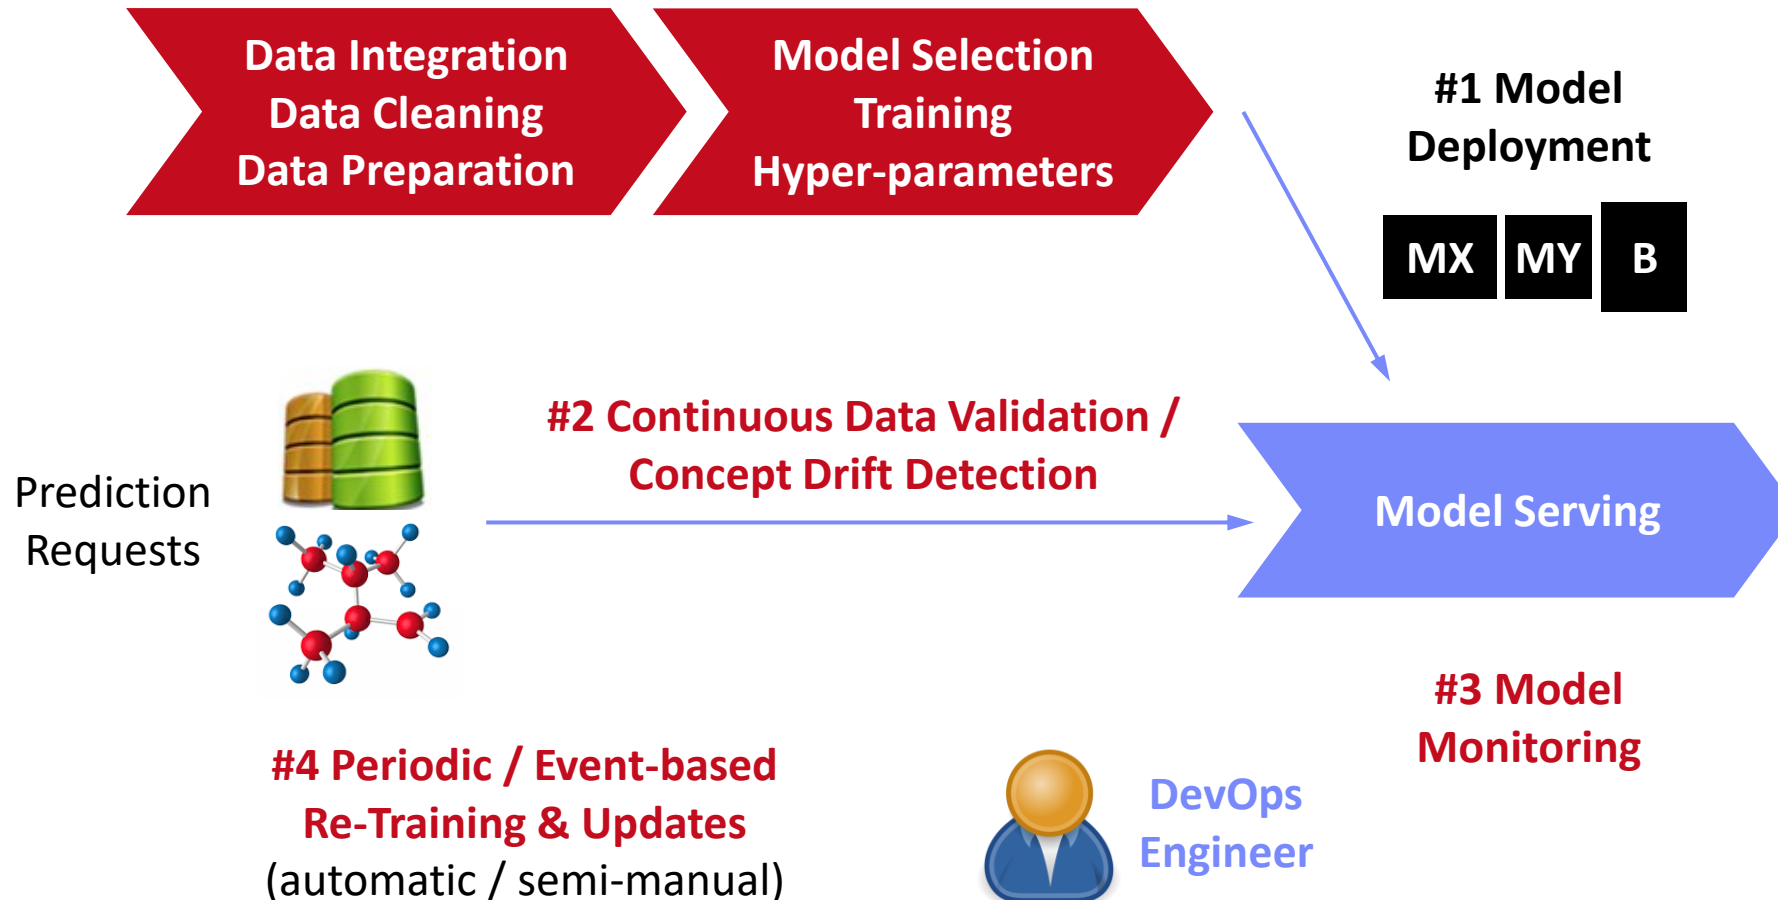 Data Integration
Data Cleaning
Data Preparation
Model Selection
Training
Hyper-parameters
#1 Model
Deployment
MX MY B
Prediction
Requests
#2 Continuous Data Validation /
Concept Drift Detection
Model Serving
#3 Model
Monitoring
#4 Periodic / Event-based
Re-Training & Updates
(automatic / semi-manual)
DevOps
Engineer